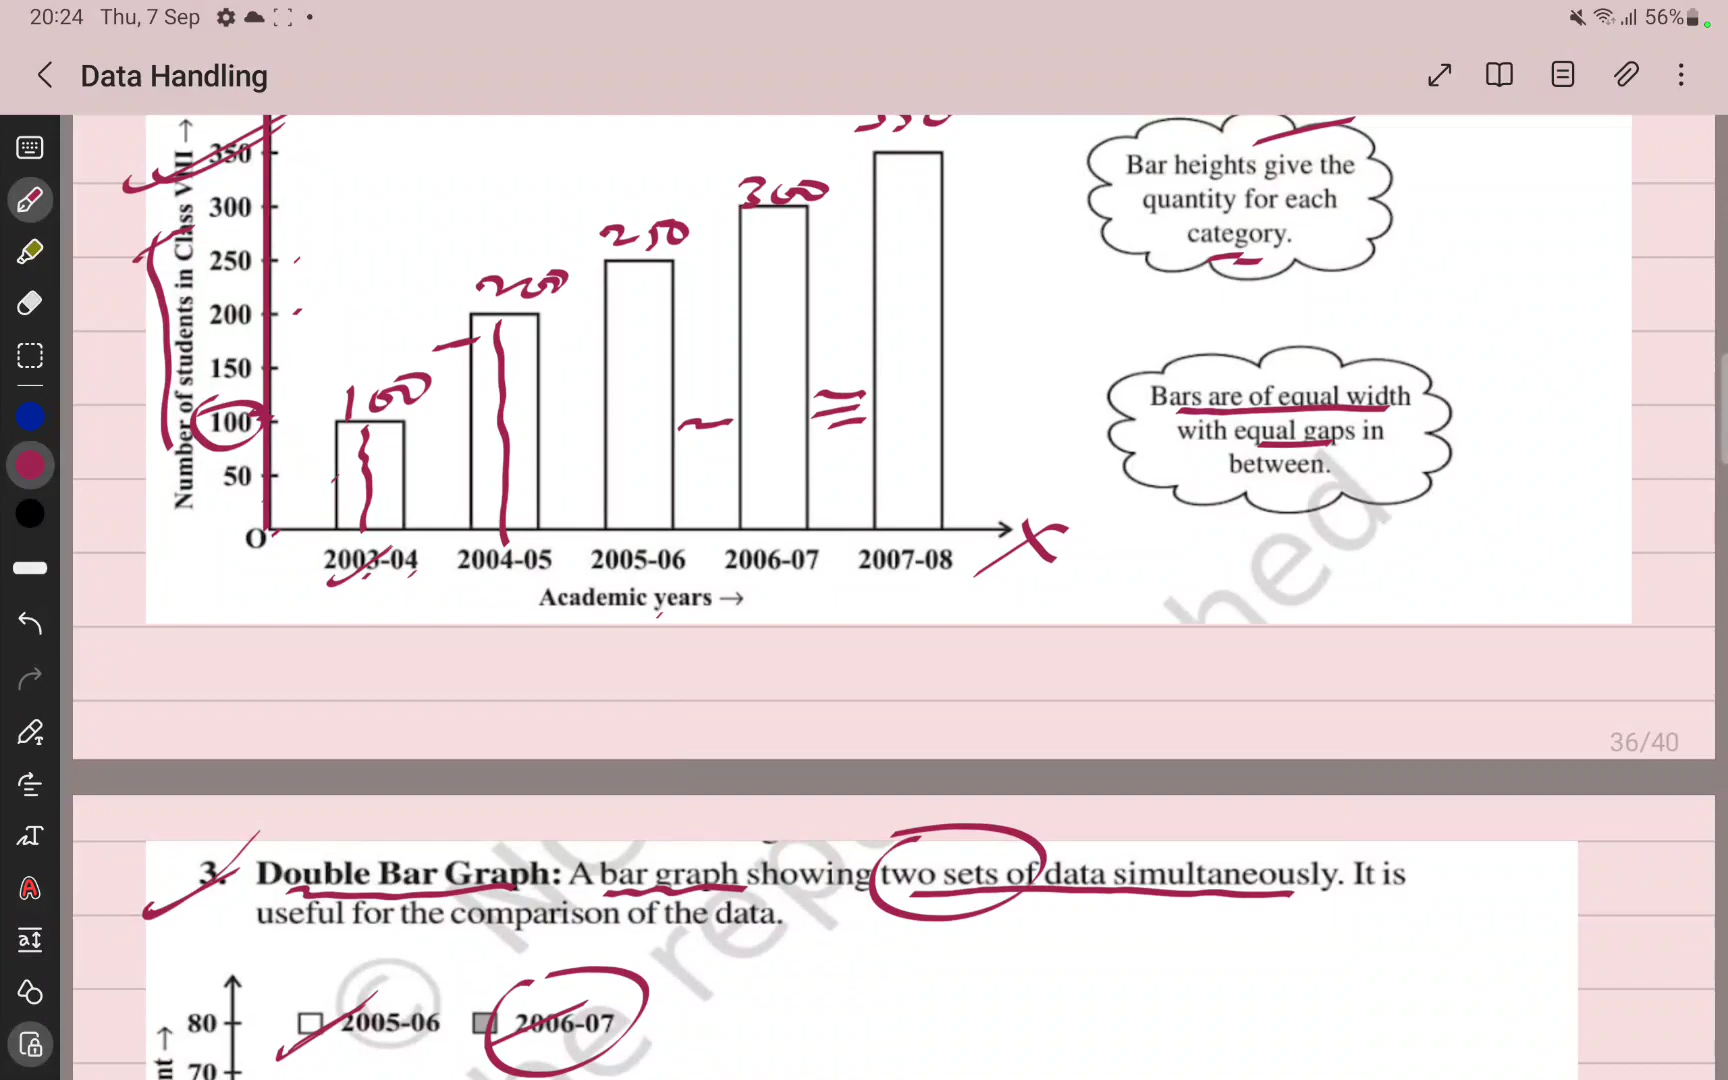 20:24 Thu, 7 Sep
56%
Data Handling
Number of students in Class VIII →
350
300
250
200
150
100
50
O
100
200
250
300
350
X
2003-04 2004-05 2005-06 2006-07 2007-08
Academic years →
Bar heights give the
quantity for each
category.
Bars are of equal width
with equal gaps in
between.
36/40
3. Double Bar Graph: A bar graph showing two sets of data simultaneously. It is
useful for the comparison of the data.
80
70
2005-06 2006-07